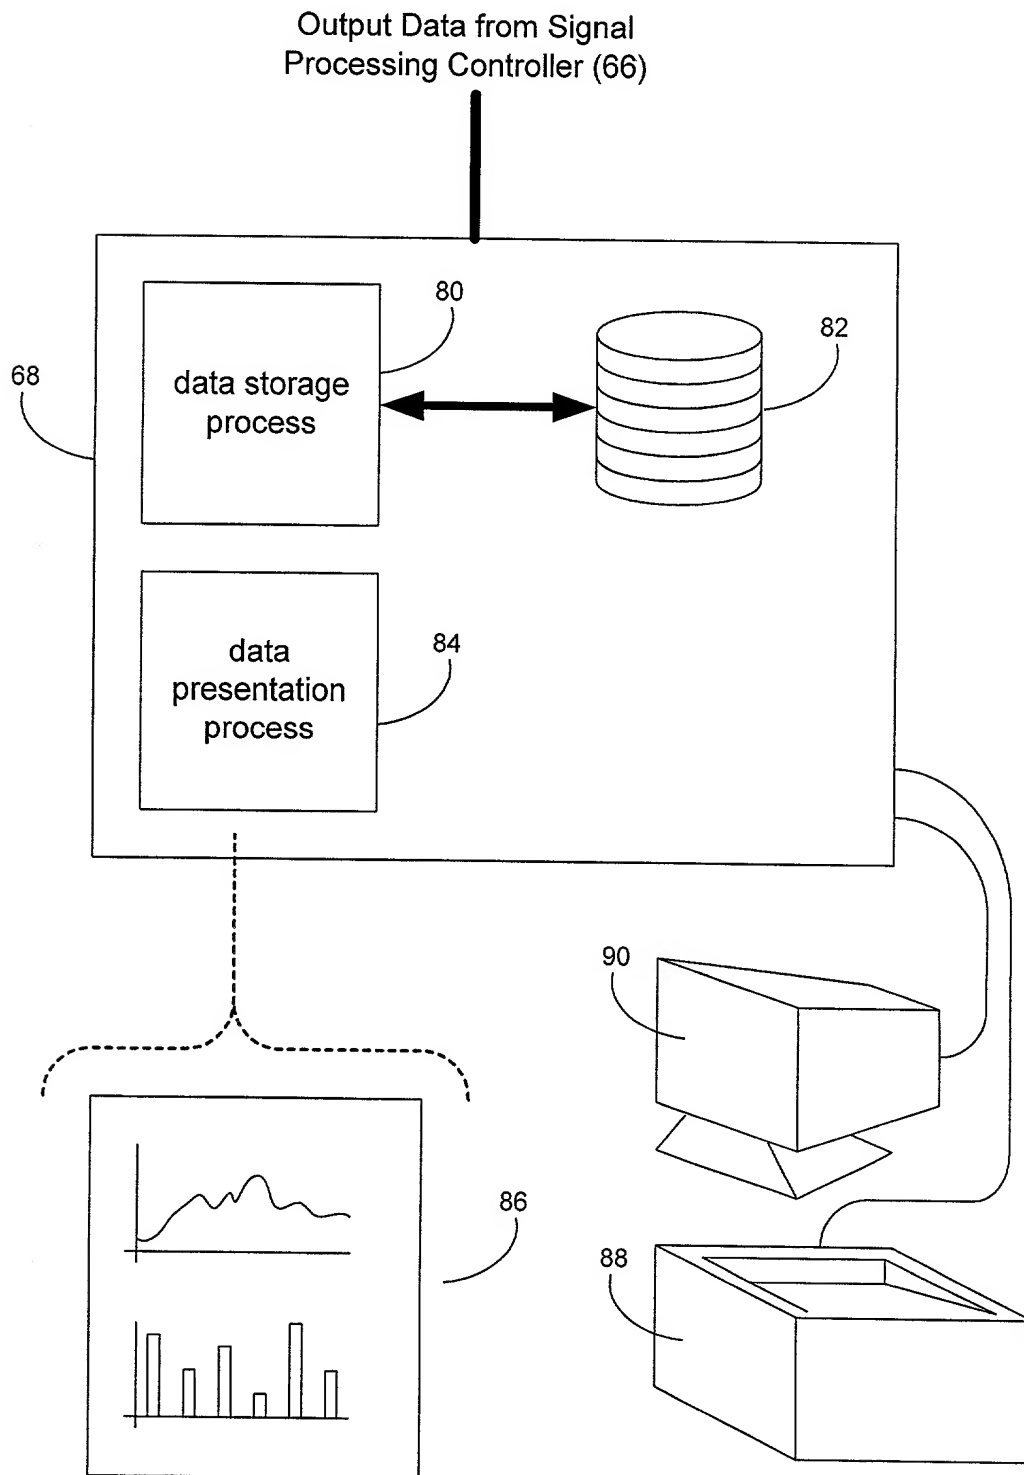 Output Data from Signal
Processing Controller (66)
80
82
68
data storage
process
84
data
presentation
process
90
86
88